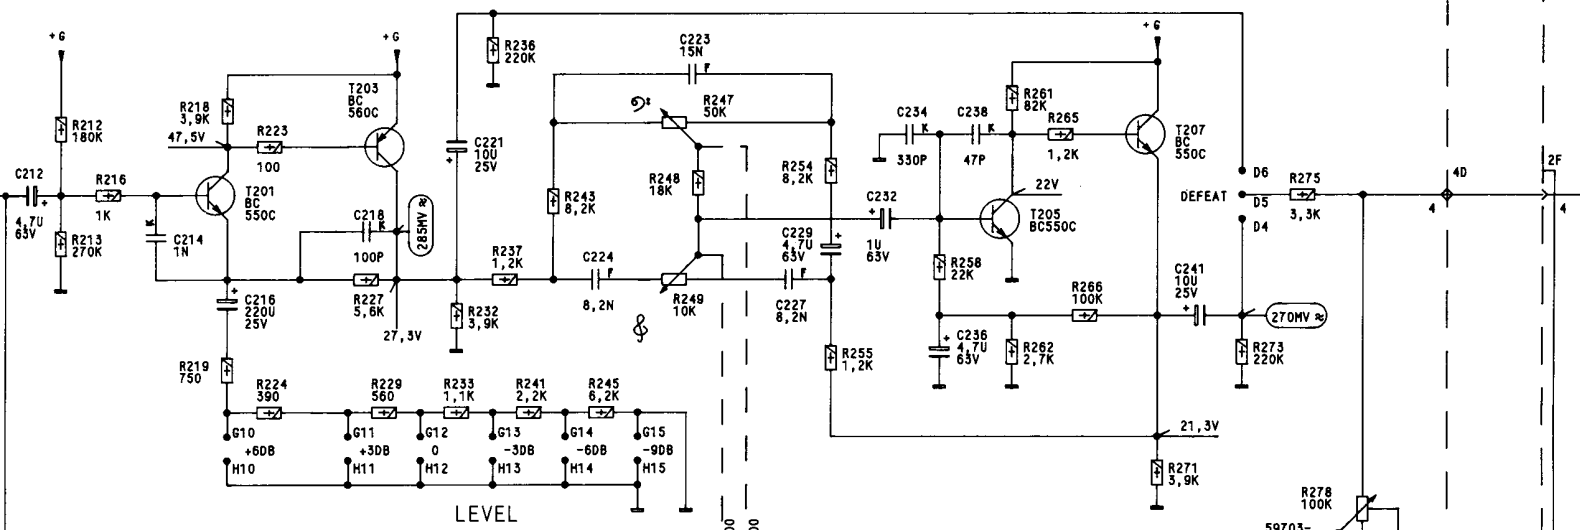 +G
R212
180K
C212
4,7U
63V
+
R216
1K
R213
270K
K
C214
1N
R218
3,9K
47,5V
R223
100
T201
BC
550C
+G
T203
BC
560C
C218
K
100P
285MV ≈
R227
5,6K
27,3V
+
C216
220U
25V
R219
750
R224
390
R229
560
R233
1,1K
R241
2,2K
R245
6,2K
G10
+6DB
H10
G11
+3DB
H11
G12
0
H12
G13
-3DB
H13
G14
-6DB
H14
G15
-9DB
H15
LEVEL
R236
220K
C221
10U
25V
+
R237
1,2K
R232
3,9K
R243
8,2K
C223
15N
F
R247
50K
R248
18K
C224
F
8,2N
R249
10K
R254
8,2K
C229
4,7U
63V
+
F
C227
8,2N
R255
1,2K
C232
+
1U
63V
C234
K
330P
C238
K
47P
R261
82K
R265
1,2K
+G
T207
BC
550C
22V
T205
BC550C
R258
22K
R266
100K
+
C236
4,7U
63V
R262
2,7K
C241
10U
25V
+
270MV ≈
R273
220K
21,3V
R271
3,9K
D6
DEFEAT
D5
D4
R275
3,3K
4D
4
2F
4
R278
100K
59703-